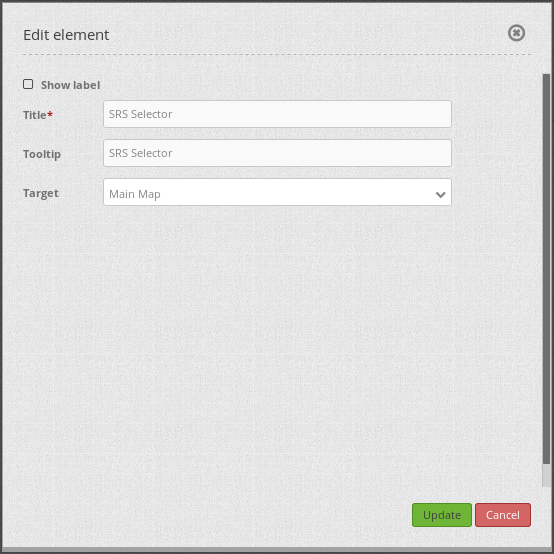 Edit element
Show label
Title*
SRS Selector
Tooltip
SRS Selector
Target
Main Map
Update
Cancel